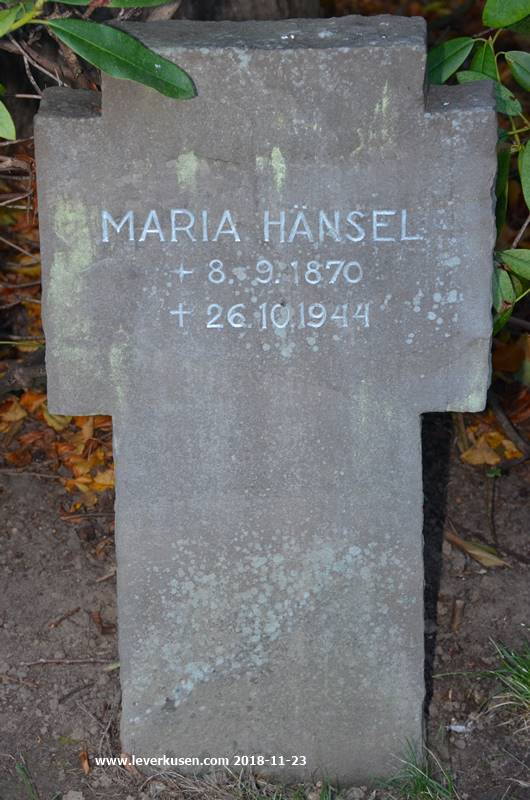 MARIA HÄNSEL
+ 8.9.1870
+ 26.10.1944
www.leverkusen.com 2018-11-23